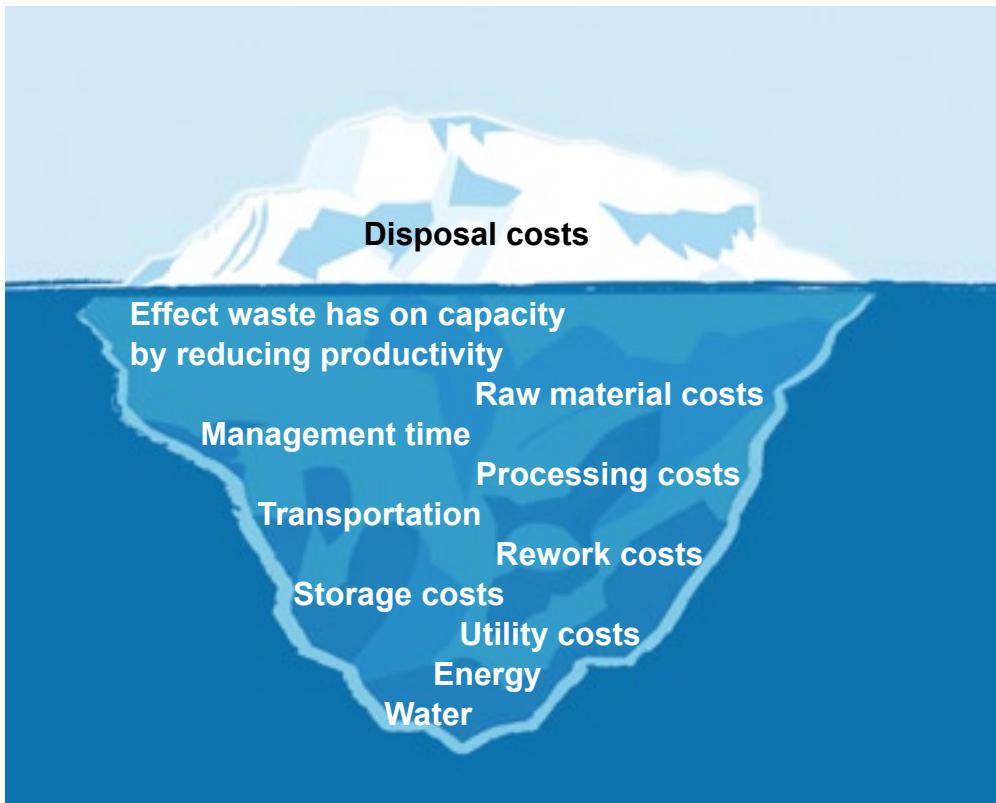 Disposal costs
Effect waste has on capacity
by reducing productivity
Raw material costs
Management time
Processing costs
Transportation
Rework costs
Storage costs
Utility costs
Energy
Water